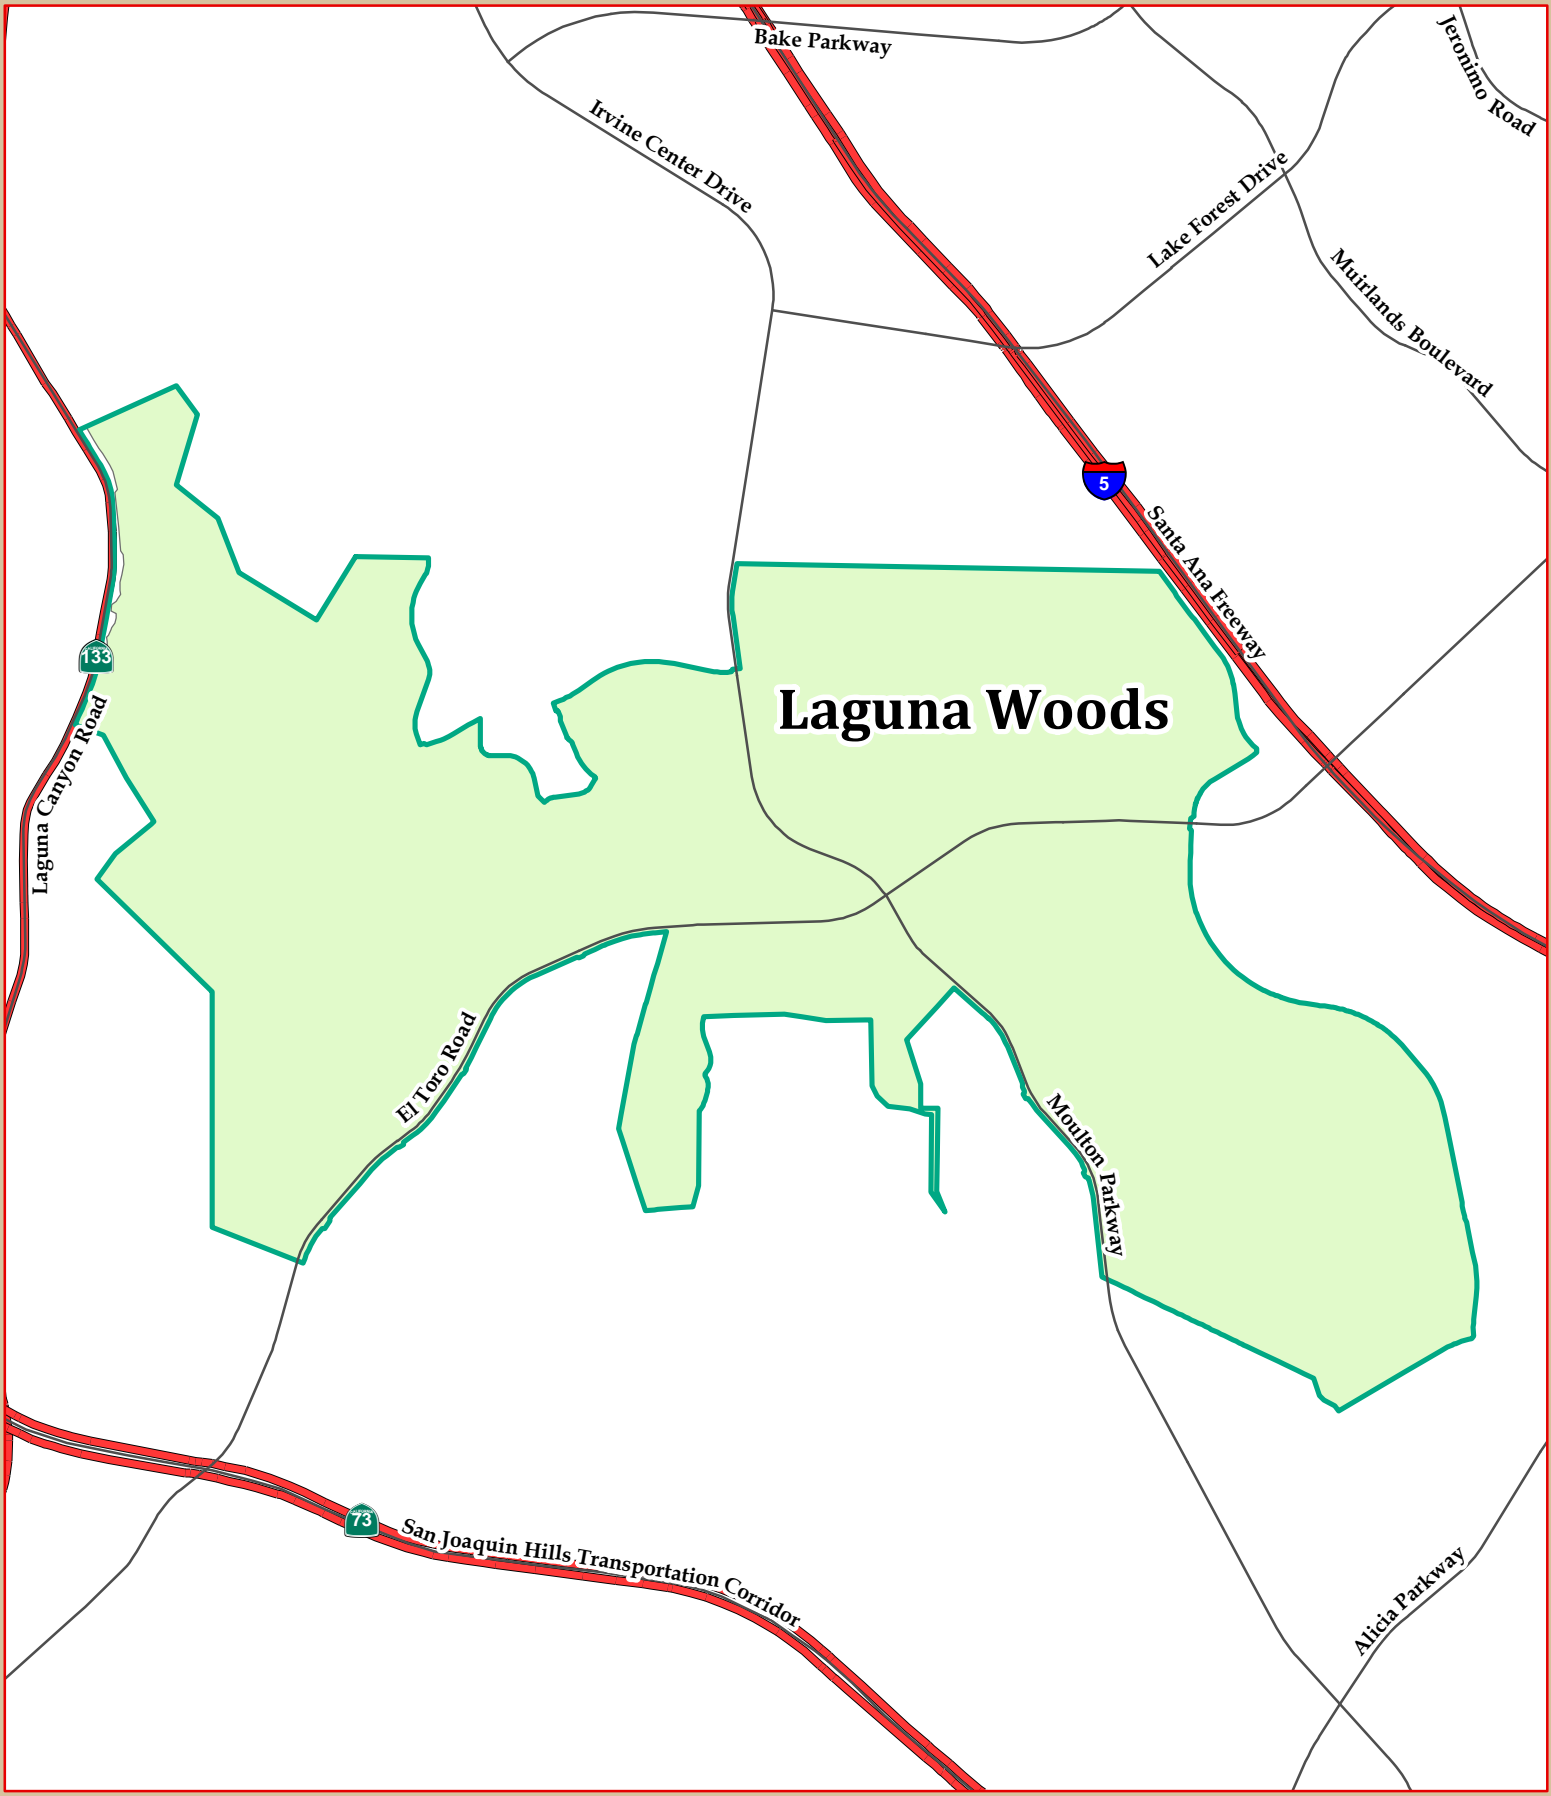 Bake Parkway
Jeronimo Road
Irvine Center Drive
Lake Forest Drive
Muirlands Boulevard
5
Santa Ana Freeway
133
Laguna Canyon Road
Laguna Woods
El Toro Road
Moulton Parkway
73
San Joaquin Hills Transportation Corridor
Alicia Parkway